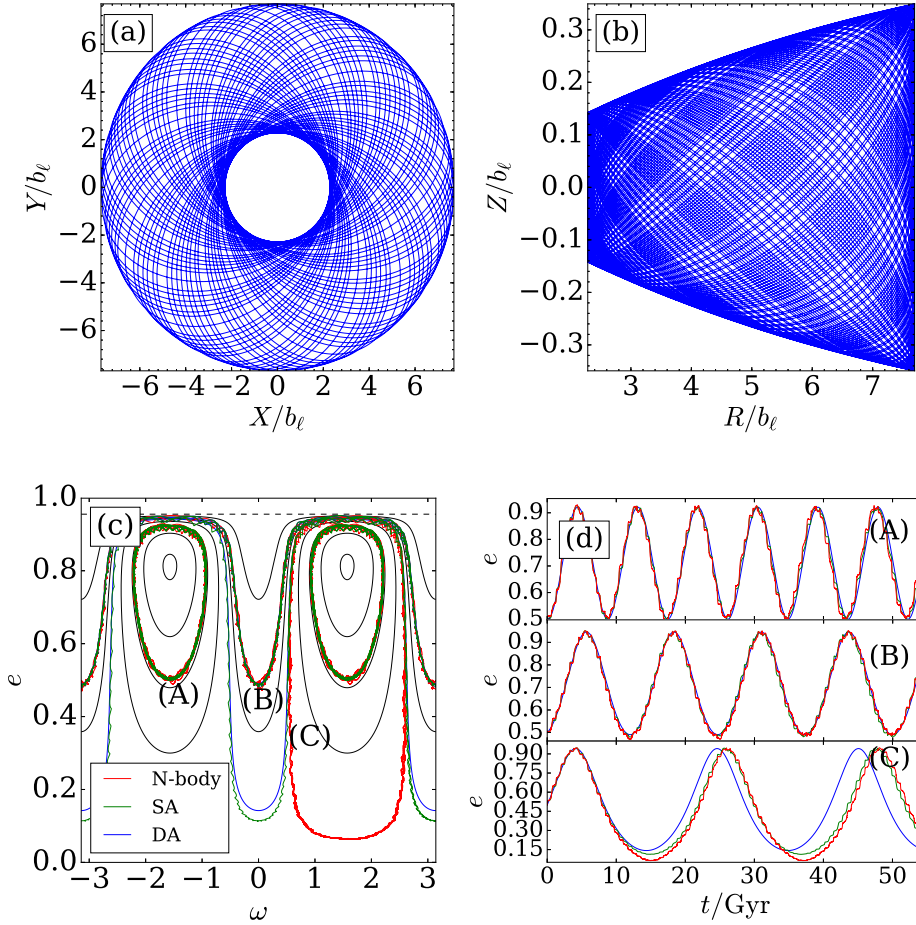 (a)
6
4
2
0
−2
−4
−6
Y/bℓ
−6 −4 −2 0 2 4 6
X/bℓ
(b)
0.3
0.2
0.1
0.0
−0.1
−0.2
−0.3
Z/bℓ
3 4 5 6 7
R/bℓ
(c)
1.0
0.8
0.6
0.4
0.2
0.0
e
(A)
(B)
(C)
N-body
SA
DA
−3 −2 −1 0 1 2 3
ω
(d)
(A)
0.9
0.8
0.7
0.6
0.5
e
(B)
0.9
0.8
0.7
0.6
0.5
e
(C)
0.90
0.75
0.60
0.45
0.30
0.15
e
0 10 20 30 40 50
t/Gyr